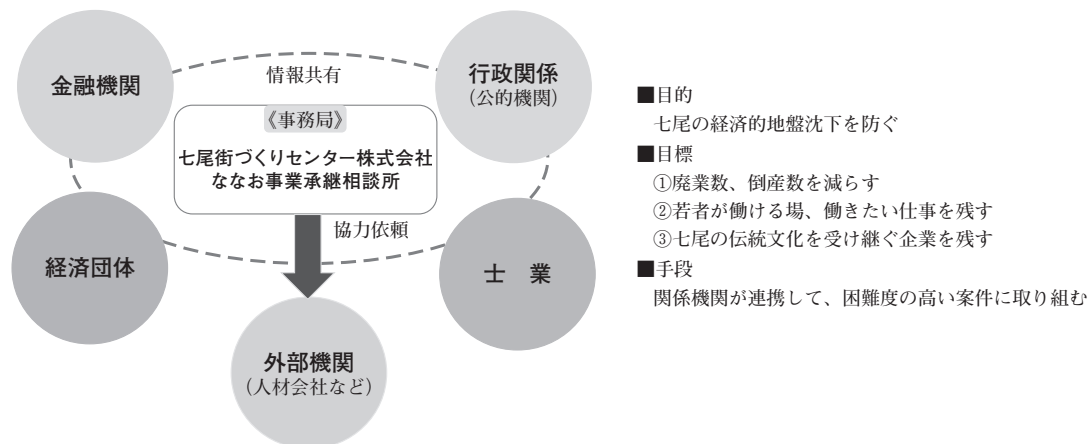 金融機関
情報共有
行政関係
(公的機関)
《事務局》
七尾街づくりセンター株式会社
ななお事業承継相談所
協力依頼
経済団体
士 業
外部機関
(人材会社など)
■目的
七尾の経済的地盤沈下を防ぐ
■目標
①廃業数、倒産数を減らす
②若者が働ける場、働きたい仕事を残す
③七尾の伝統文化を受け継ぐ企業を残す
■手段
関係機関が連携して、困難度の高い案件に取り組む